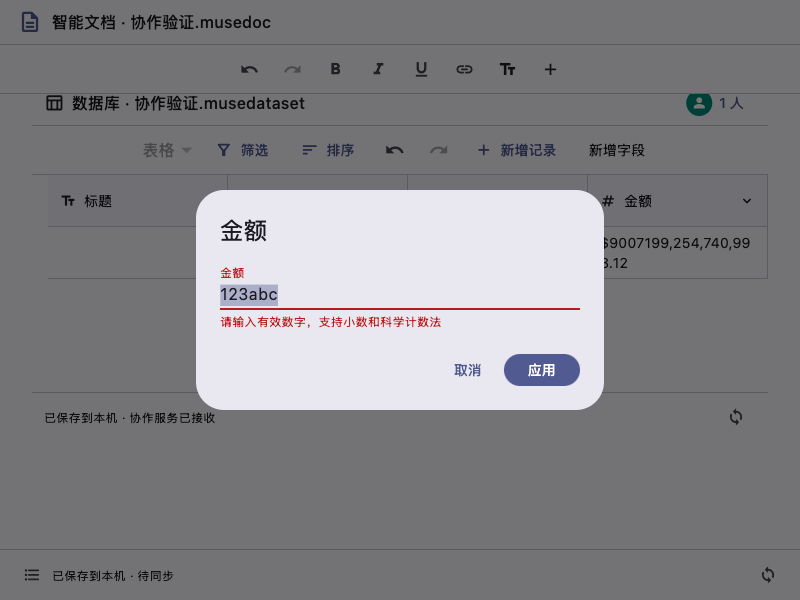 智能文档 · 协作验证.musedoc
B I U Tt +
数据库 · 协作验证.musedataset
1 人
表格 筛选 排序 + 新增记录 新增字段
Tt 标题
# 金额
$9007199,254,740,99
3.12
金额
金额
123abc
请输入有效数字，支持小数和科学计数法
取消 应用
已保存到本机 · 协作服务已接收
已保存到本机 · 待同步